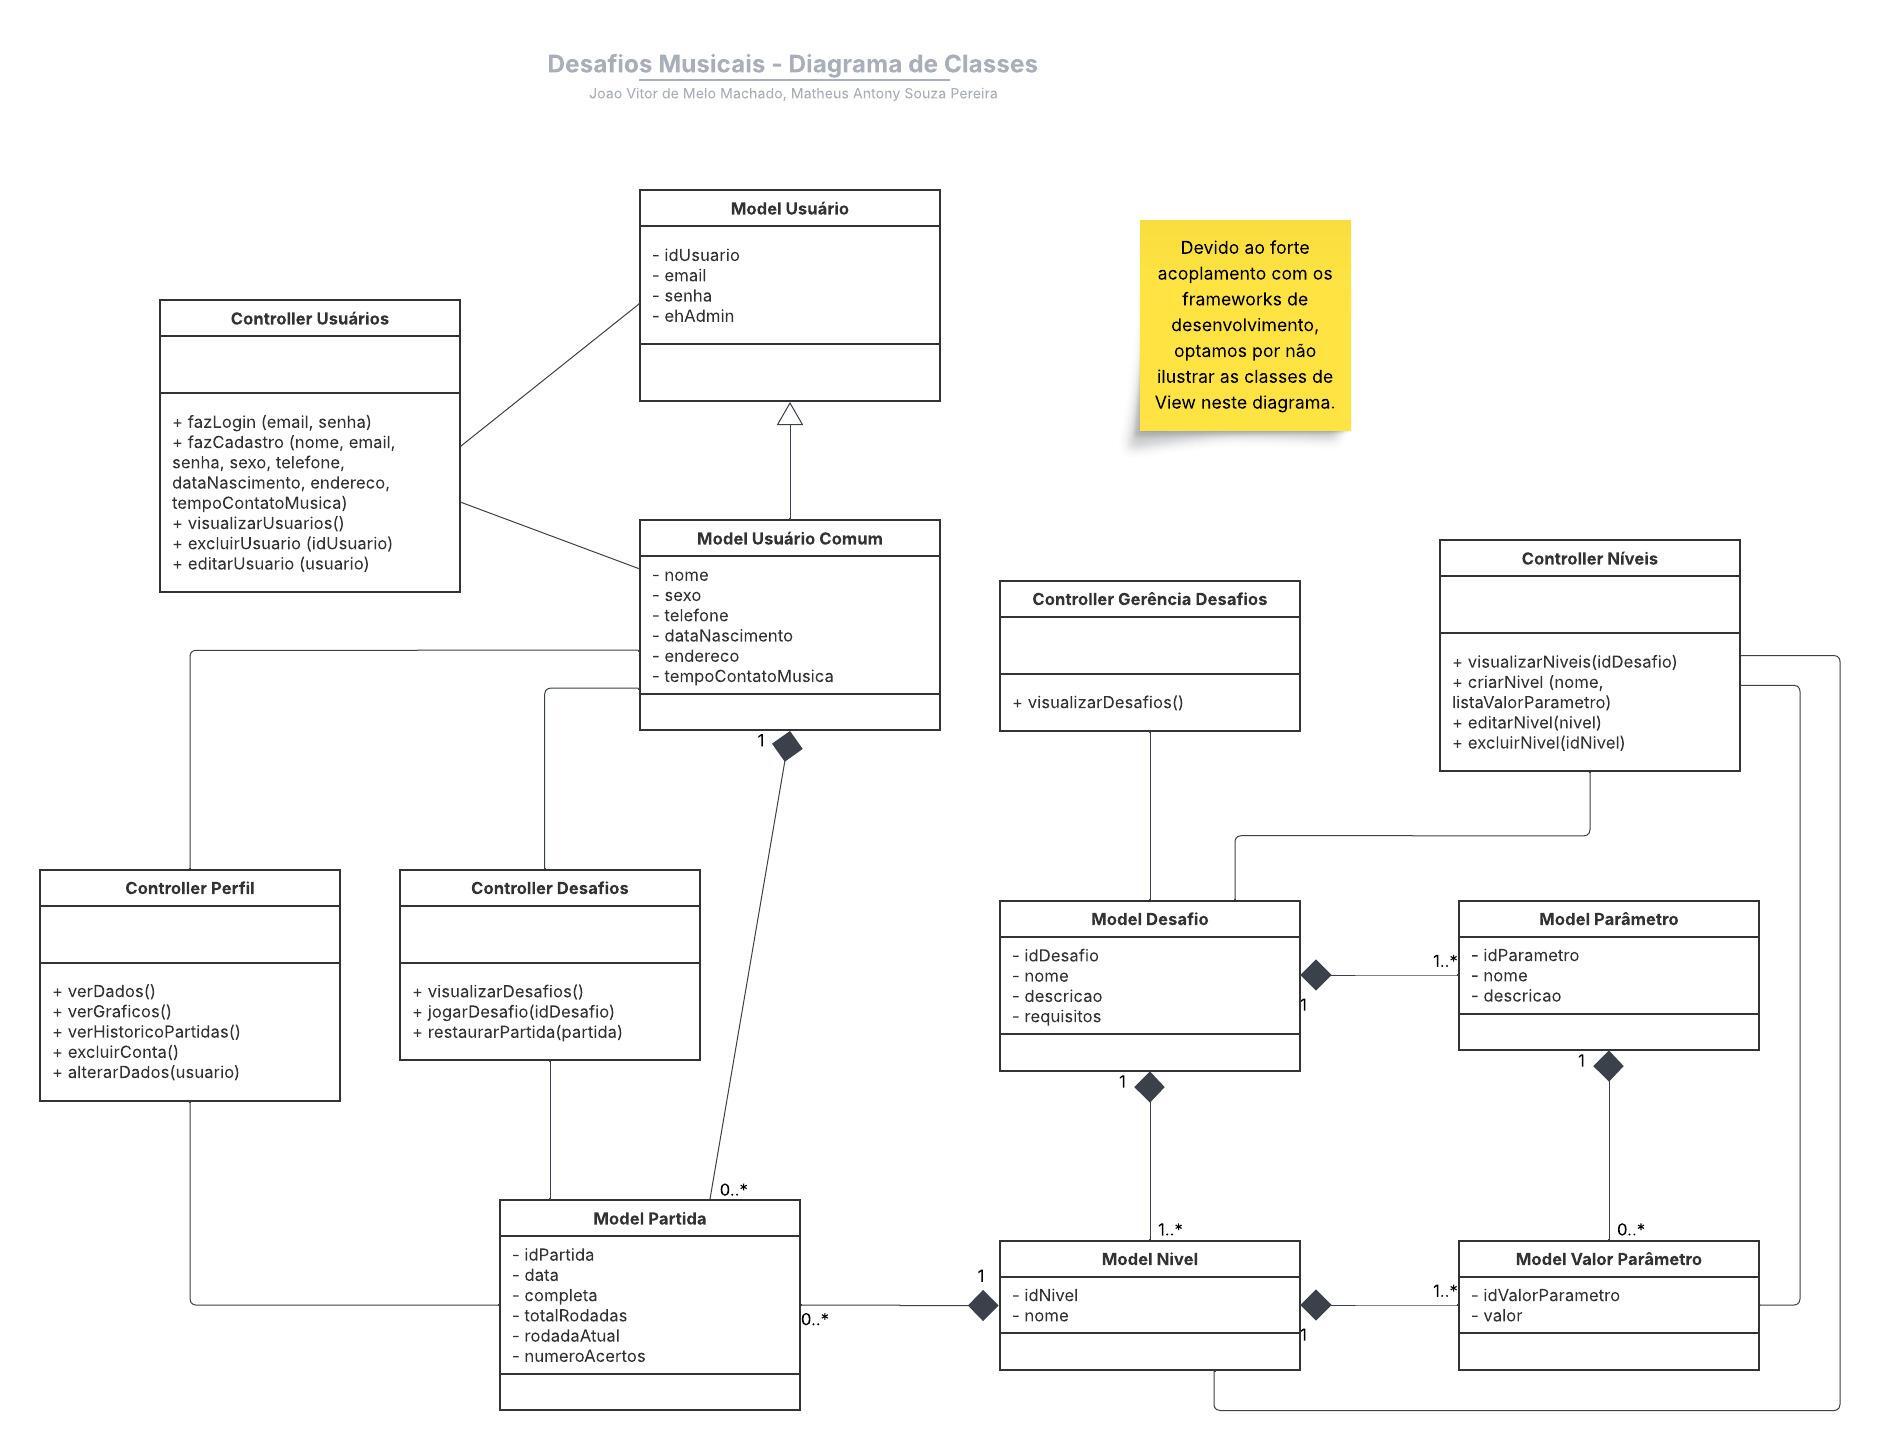 Desafios Musicais - Diagrama de Classes
Joao Vitor de Melo Machado, Matheus Antony Souza Pereira
Model Usuário
- idUsuario
- email
- senha
- ehAdmin
Devido ao forte
acoplamento com os
frameworks de
desenvolvimento,
optamos por não
ilustrar as classes de
View neste diagrama.
Controller Usuários
+ fazLogin (email, senha)
+ fazCadastro (nome, email,
senha, sexo, telefone,
dataNascimento, endereco,
tempoContatoMusica)
+ visualizarUsuarios()
+ excluirUsuario (idUsuario)
+ editarUsuario (usuario)
Model Usuário Comum
- nome
- sexo
- telefone
- dataNascimento
- endereco
- tempoContatoMusica
1
Controller Gerência Desafios
+ visualizarDesafios()
Controller Níveis
+ visualizarNiveis(idDesafio)
+ criarNivel (nome,
listaValorParametro)
+ editarNivel(nivel)
+ excluirNivel(idNivel)
Controller Perfil
+ verDados()
+ verGraficos()
+ verHistoricoPartidas()
+ excluirConta()
+ alterarDados(usuario)
Controller Desafios
+ visualizarDesafios()
+ jogarDesafio(idDesafio)
+ restaurarPartida(partida)
Model Desafio
- idDesafio
- nome
- descricao
- requisitos
1..*
1
1
Model Parâmetro
- idParametro
- nome
- descricao
1
0..*
Model Partida
- idPartida
- data
- completa
- totalRodadas
- rodadaAtual
- numeroAcertos
1
0..*
1..*
Model Nivel
- idNivel
- nome
1..*
1
0..*
Model Valor Parâmetro
- idValorParametro
- valor